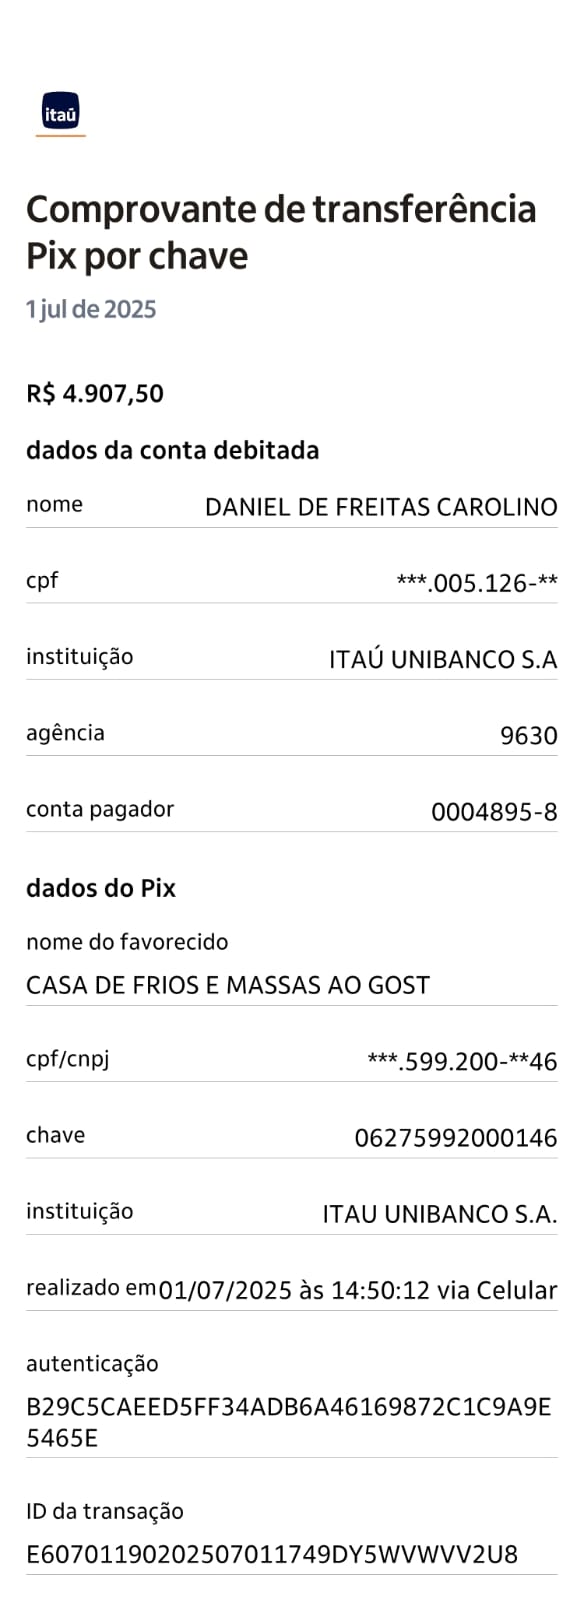 itaú
Comprovante de transferência
Pix por chave
1 jul de 2025
R$ 4.907,50
dados da conta debitada
nome DANIEL DE FREITAS CAROLINO
cpf ***.005.126-**
instituição ITAÚ UNIBANCO S.A
agência 9630
conta pagador 0004895-8
dados do Pix
nome do favorecido
CASA DE FRIOS E MASSAS AO GOST
cpf/cnpj ***.599.200-**46
chave 06275992000146
instituição ITAU UNIBANCO S.A.
realizado em 01/07/2025 às 14:50:12 via Celular
autenticação
B29C5CAEED5FF34ADB6A46169872C1C9A9E
5465E
ID da transação
E60701190202507011749DY5WVWVV2U8